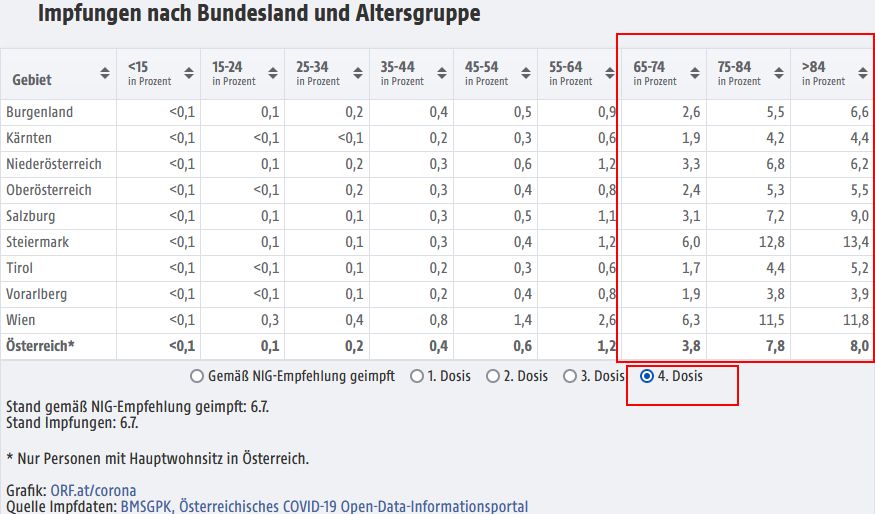 Impfungen nach Bundesland und Altersgruppe
Gebiet <15 in Prozent 15-24 in Prozent 25-34 in Prozent 35-44 in Prozent 45-54 in Prozent 55-64 in Prozent 65-74 in Prozent 75-84 in Prozent >84 in Prozent
Burgenland <0,1 0,1 0,2 0,4 0,5 0,9 2,6 5,5 6,6
Kärnten <0,1 <0,1 <0,1 0,2 0,3 0,6 1,9 4,2 4,4
Niederösterreich <0,1 0,1 0,2 0,3 0,6 1,2 3,3 6,8 6,2
Oberösterreich <0,1 <0,1 0,2 0,3 0,4 0,8 2,4 5,3 5,5
Salzburg <0,1 0,1 0,1 0,3 0,5 1,1 3,1 7,2 9,0
Steiermark <0,1 0,1 0,1 0,3 0,4 1,2 6,0 12,8 13,4
Tirol <0,1 <0,1 0,1 0,2 0,3 0,6 1,7 4,4 5,2
Vorarlberg <0,1 <0,1 0,1 0,2 0,4 0,8 1,9 3,8 3,9
Wien <0,1 0,3 0,4 0,8 1,4 2,6 6,3 11,5 11,8
Österreich* <0,1 0,1 0,2 0,4 0,6 1,2 3,8 7,8 8,0
Gemäß NIG-Empfehlung geimpft 1. Dosis 2. Dosis 3. Dosis 4. Dosis
Stand gemäß NIG-Empfehlung geimpft: 6.7.
Stand Impfungen: 6.7.
* Nur Personen mit Hauptwohnsitz in Österreich.
Grafik: ORF.at/corona
Quelle Impfdaten: BMSGPK, Österreichisches COVID-19 Open-Data-Informationsportal